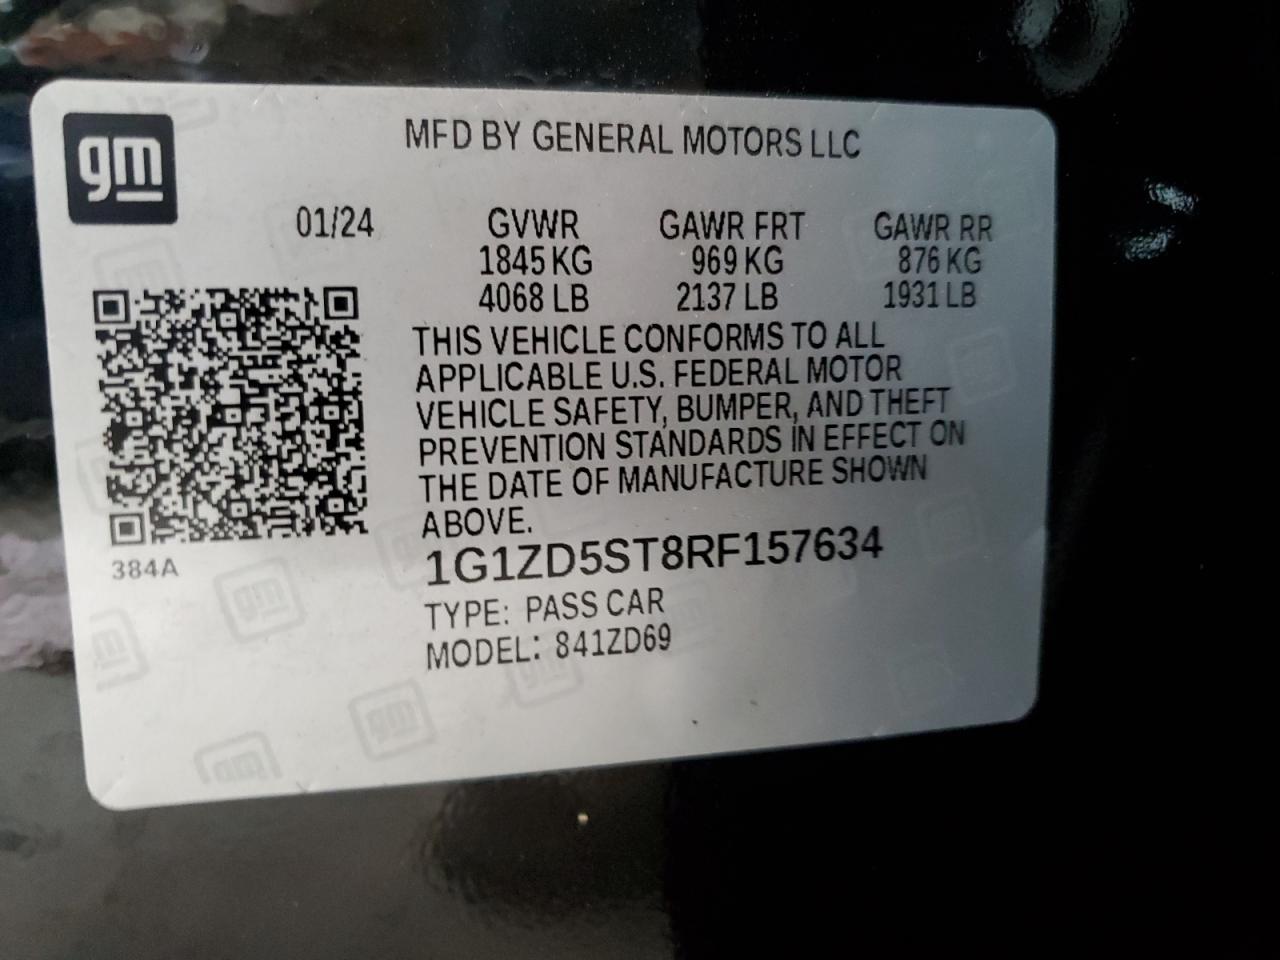 gm
MFD BY GENERAL MOTORS LLC
01/24 GVWR GAWR FRT GAWR RR
1845 KG 969 KG 876 KG
4068 LB 2137 LB 1931 LB
THIS VEHICLE CONFORMS TO ALL
APPLICABLE U.S. FEDERAL MOTOR
VEHICLE SAFETY, BUMPER, AND THEFT
PREVENTION STANDARDS IN EFFECT ON
THE DATE OF MANUFACTURE SHOWN
ABOVE.
384A
1G1ZD5ST8RF157634
TYPE: PASS CAR
MODEL: 841ZD69